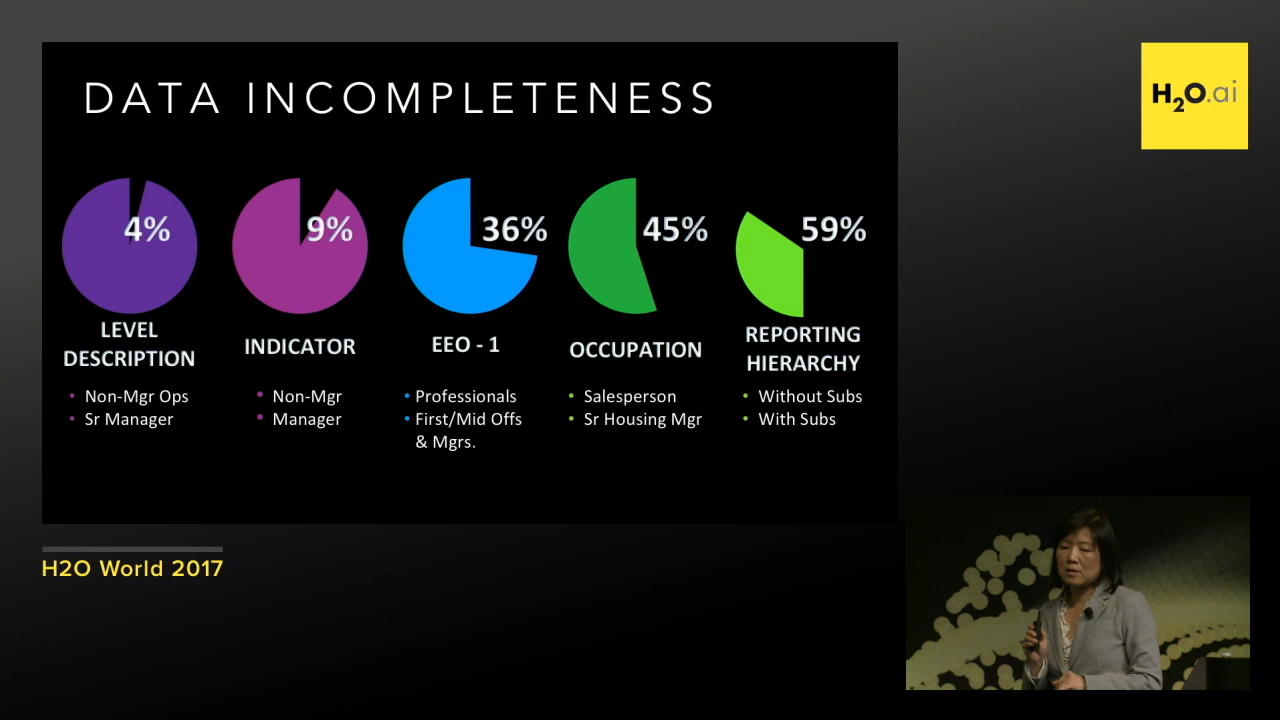 DATA INCOMPLETENESS
H2O.ai
4%
9%
36%
45%
59%
LEVEL
DESCRIPTION
• Non-Mgr Ops
• Sr Manager
INDICATOR
• Non-Mgr
• Manager
EEO - 1
• Professionals
• First/Mid Offs
& Mgrs.
OCCUPATION
• Salesperson
• Sr Housing Mgr
REPORTING
HIERARCHY
• Without Subs
• With Subs
H2O World 2017